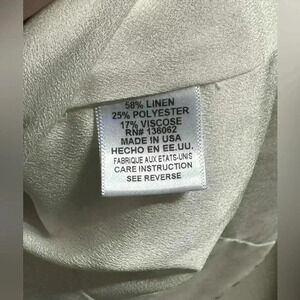 58% LINEN
25% POLYESTER
17% VISCOSE
RN# 136062
MADE IN USA
HECHO EN EE.UU.
FABRIQUE AUX ETATS-UNIS
CARE INSTRUCTION
SEE REVERSE